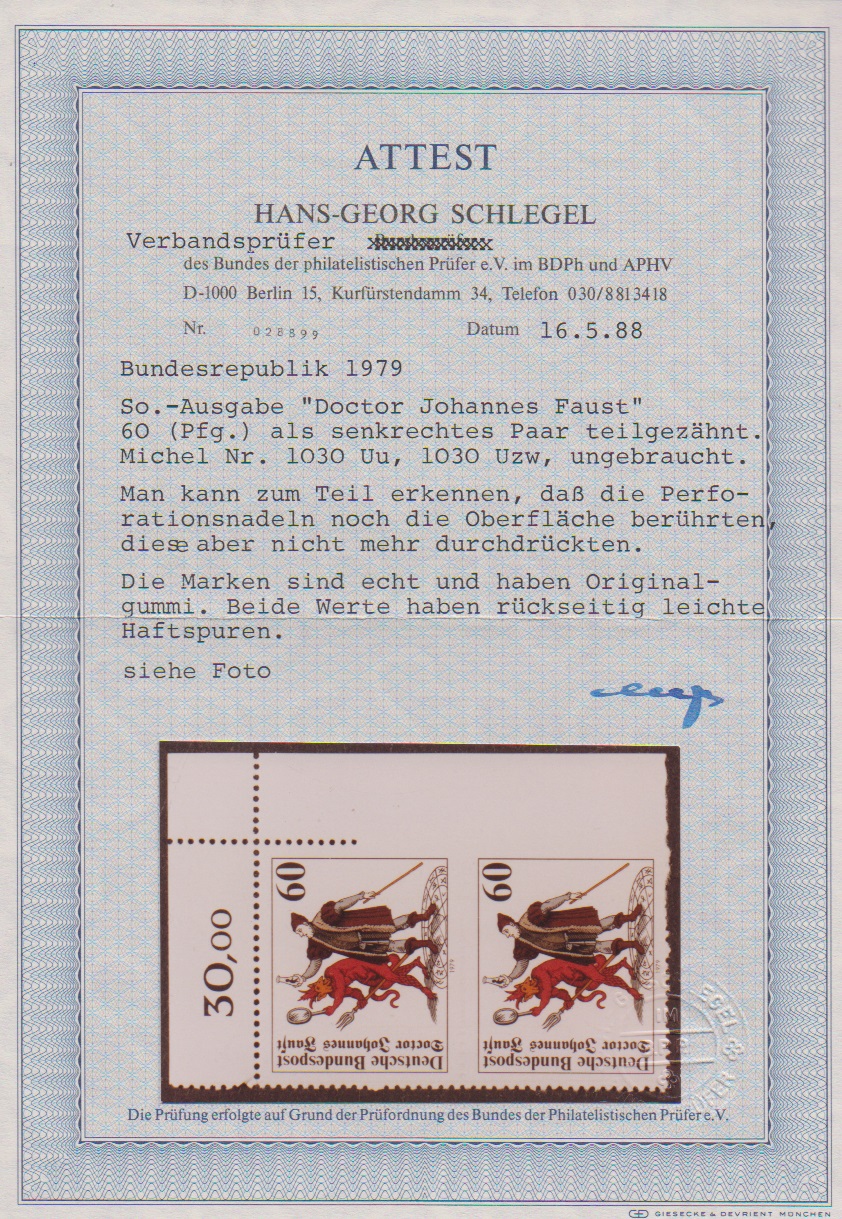 ATTEST
HANS-GEORG SCHLEGEL
Verbandsprüfer
des Bundes der philatelistischen Prüfer e.V. im BDPh und APHV
D-1000 Berlin 15, Kurfürstendamm 34, Telefon 030/8813418
Nr. 028899 Datum 16.5.88
Bundesrepublik 1979
So.-Ausgabe "Doctor Johannes Faust"
60 (Pfg.) als senkrechtes Paar teilgezähnt.
Michel Nr. 1030 Uu, 1030 Uzw, ungebraucht.
Man kann zum Teil erkennen, daß die Perfo-
rationsnadeln noch die Oberfläche berührten,
diese aber nicht mehr durchdrückten.
Die Marken sind echt und haben Original-
gummi. Beide Werte haben rückseitig leichte
Haftspuren.
siehe Foto
30,00
60
1979
Deutsche Bundespost
Doctor Johannes Faust
60
1979
Deutsche Bundespost
Doctor Johannes Faust
Die Prüfung erfolgte auf Grund der Prüfordnung des Bundes der Philatelistischen Prüfer e.V.
GIESECKE & DEVRIENT MÜNCHEN